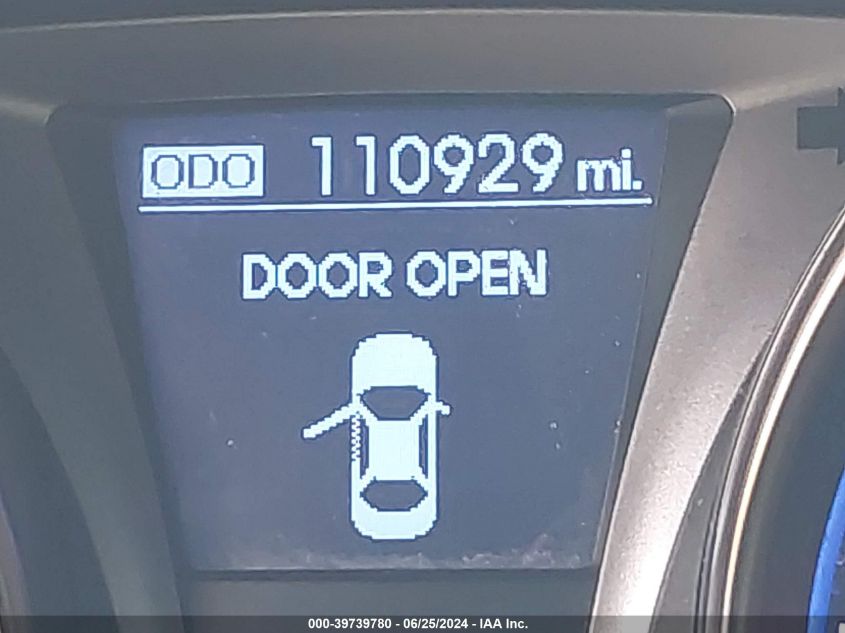 ODO 110929 mi.
DOOR OPEN
000-39739780 - 06/25/2024 - IAA Inc.